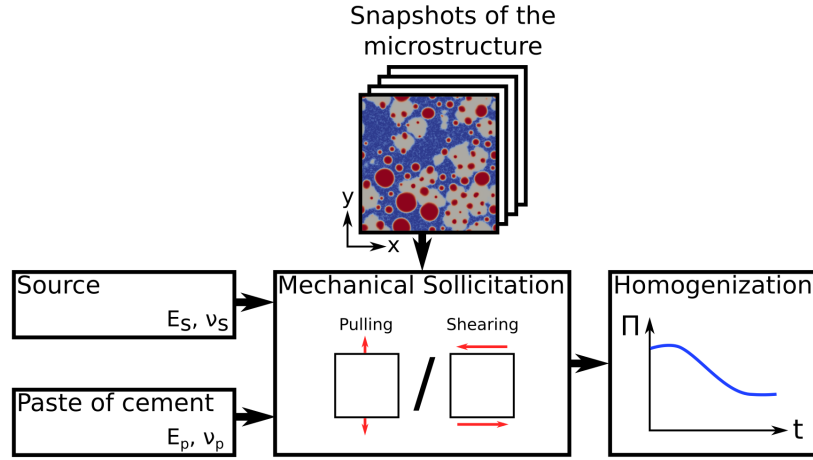 Snapshots of the
microstructure
y
x
Source
E_S, ν_S
Paste of cement
E_p, ν_p
Mechanical Sollicitation
Pulling
Shearing
/
Homogenization
Π
t